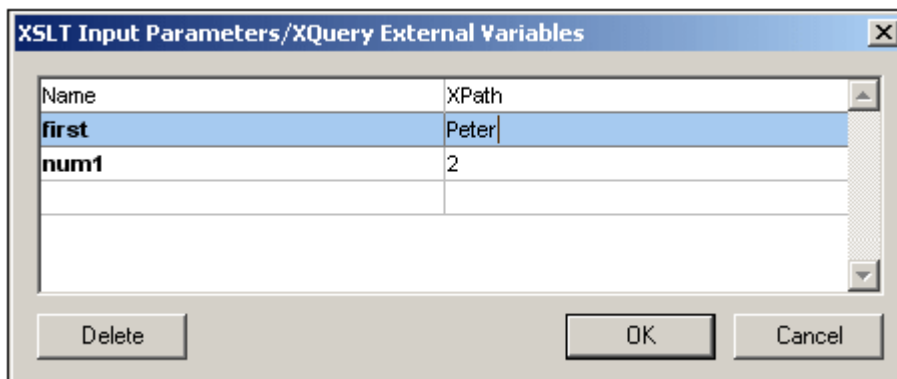 XSLT Input Parameters/XQuery External Variables
Name XPath
first Peter
num1 2
Delete OK Cancel